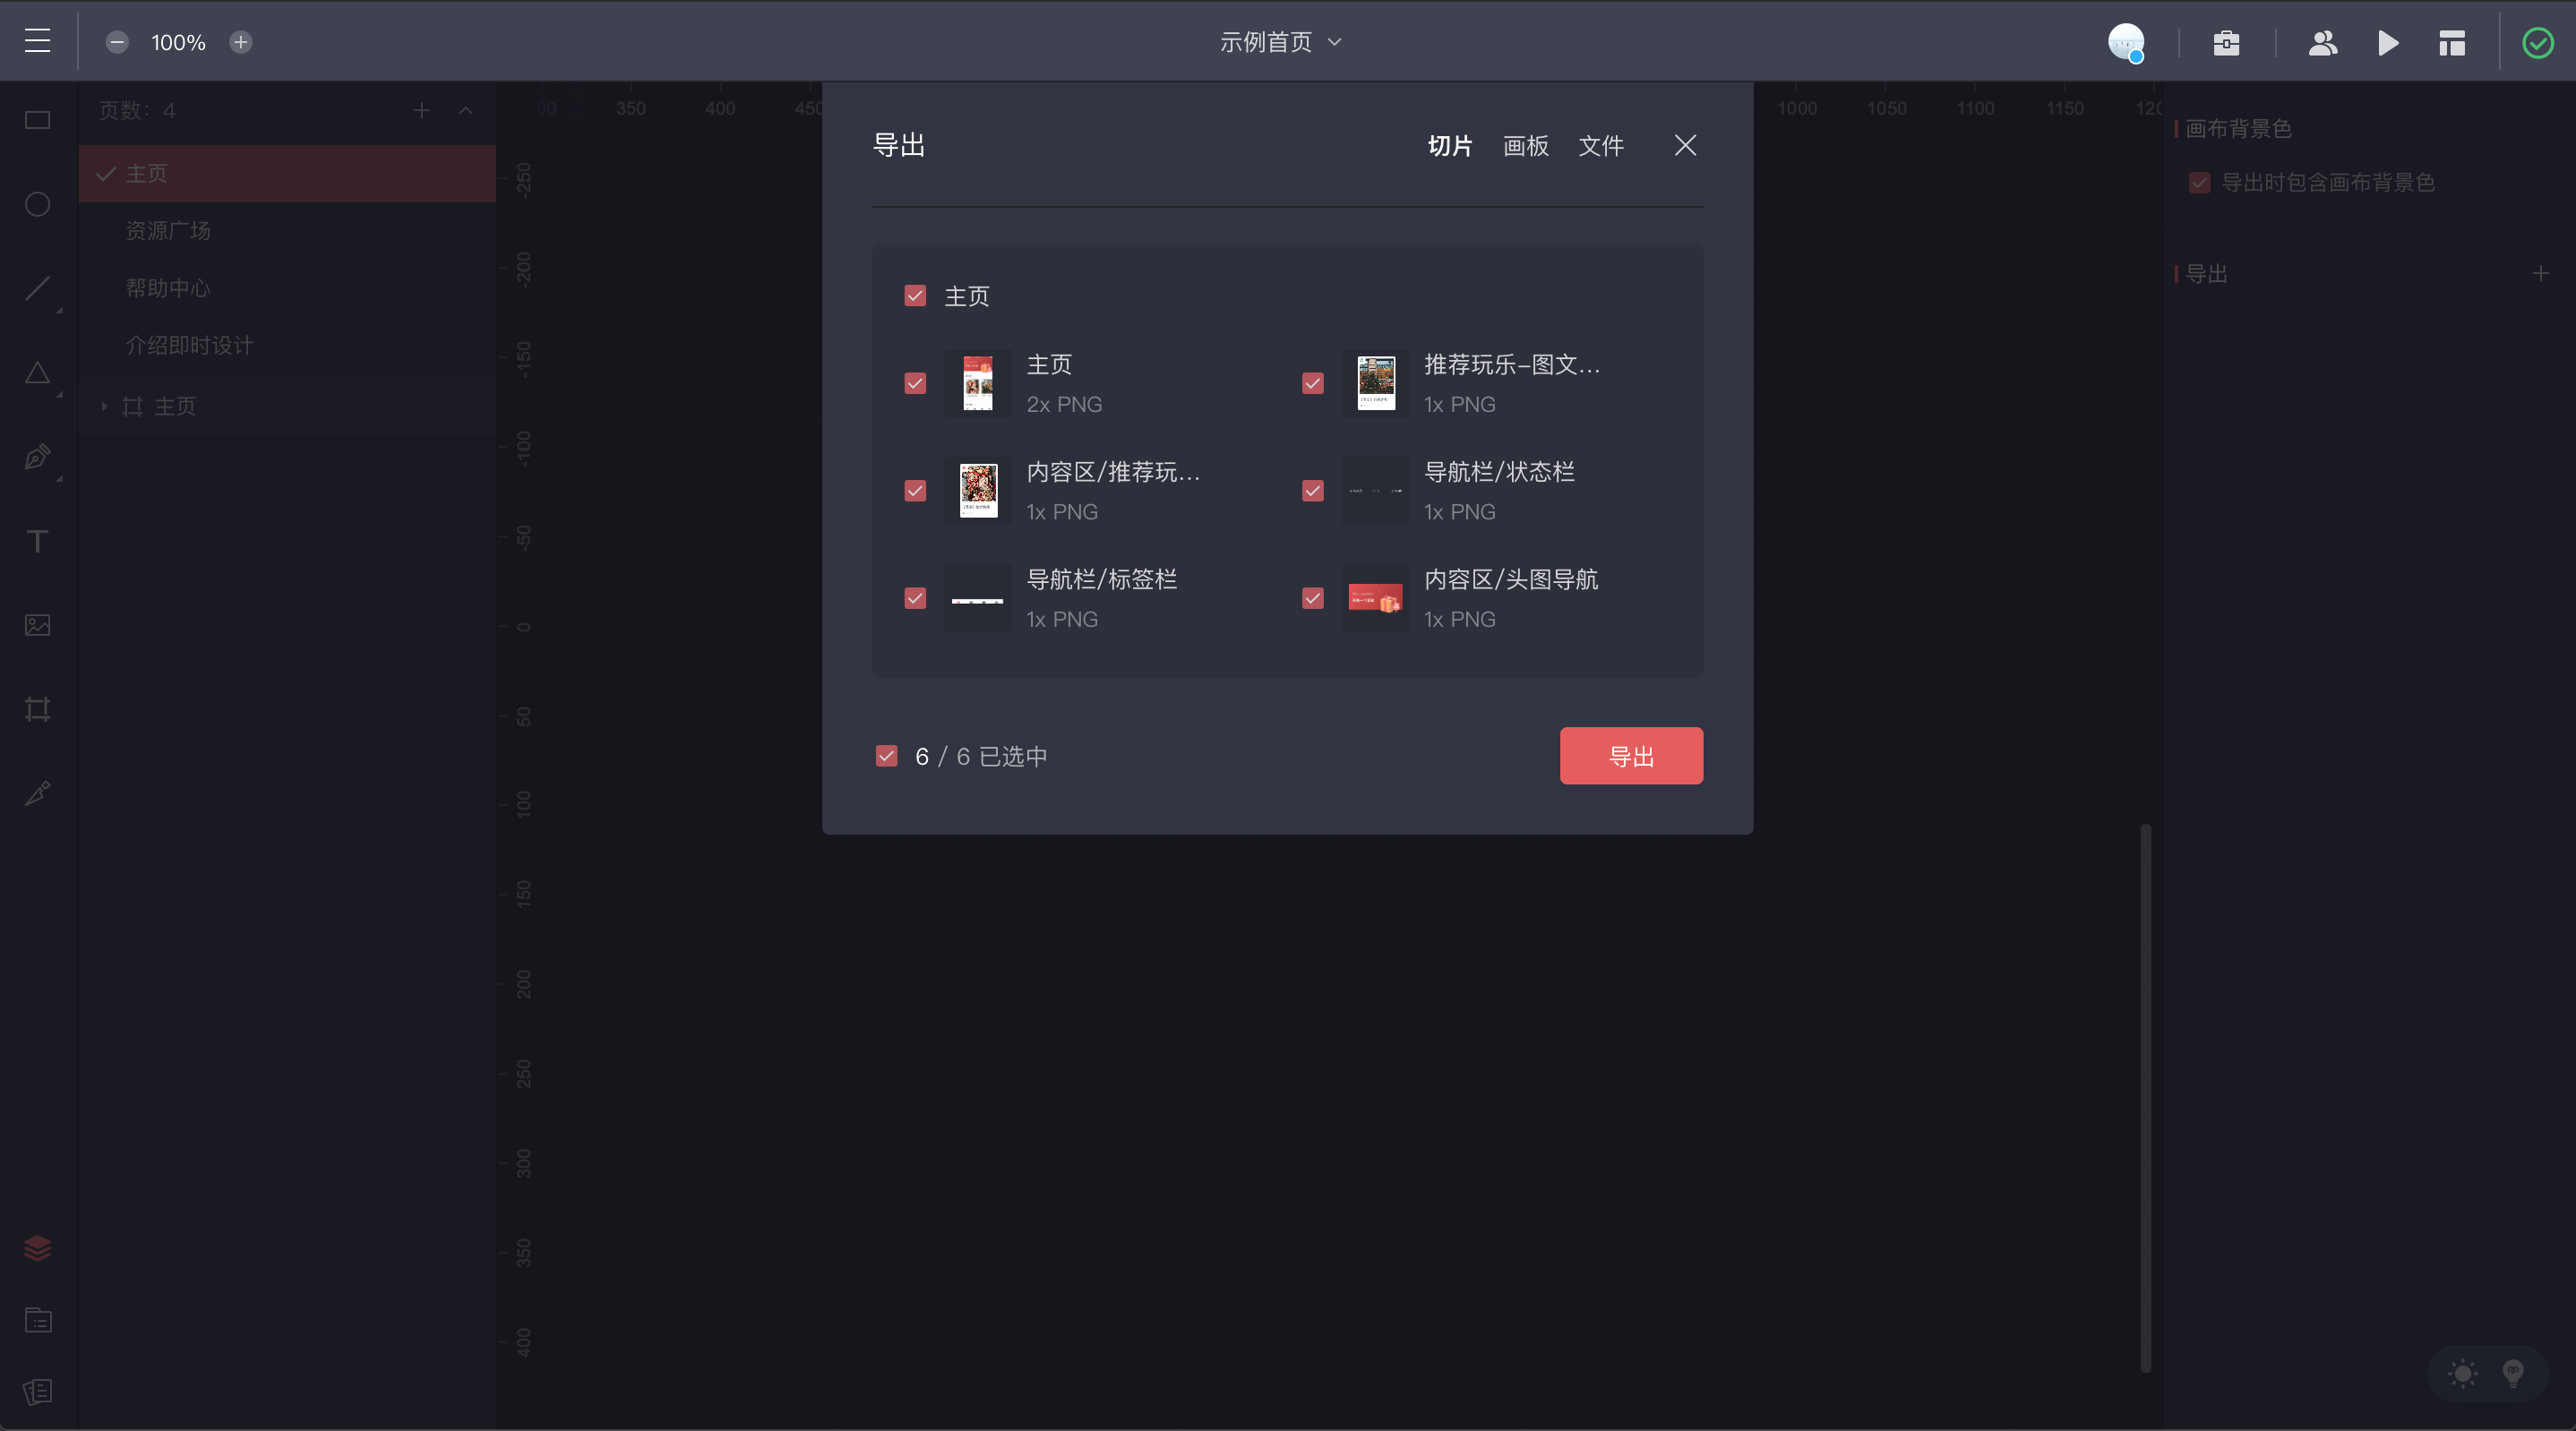 100%
示例首页
页数: 4
主页
资源广场
帮助中心
介绍即时设计
主页
00 350 400 450
1000 1050 1100 1150 120
-250
-200
-150
-100
-50
0
50
100
150
200
250
300
350
400
导出
切片 画板 文件
主页
主页
2x PNG
推荐玩乐-图文...
1x PNG
内容区/推荐玩...
1x PNG
导航栏/状态栏
1x PNG
导航栏/标签栏
1x PNG
内容区/头图导航
1x PNG
6 / 6 已选中
导出
画布背景色
导出时包含画布背景色
导出